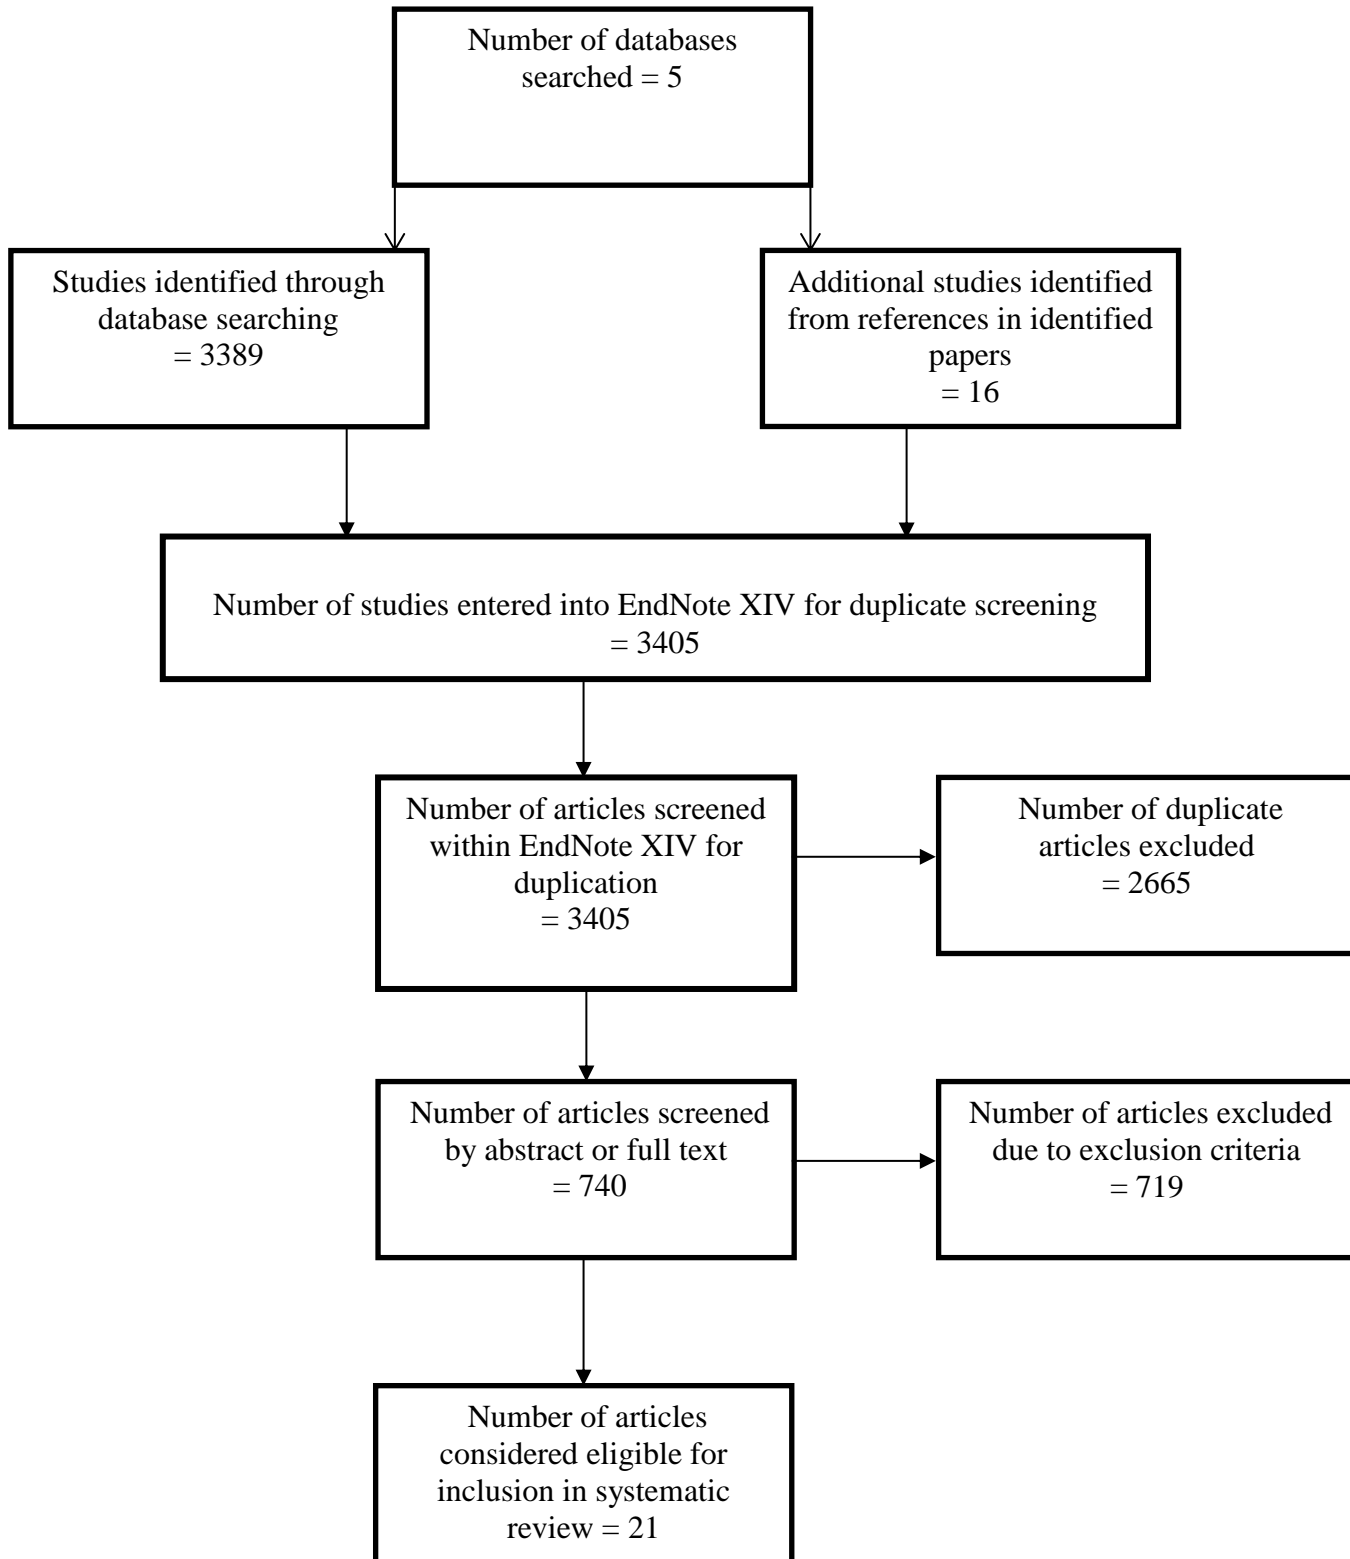 Number of databases
searched = 5
Studies identified through
database searching
= 3389
Additional studies identified
from references in identified
papers
= 16
Number of studies entered into EndNote XIV for duplicate screening
= 3405
Number of articles screened
within EndNote XIV for
duplication
= 3405
Number of duplicate
articles excluded
= 2665
Number of articles screened
by abstract or full text
= 740
Number of articles excluded
due to exclusion criteria
= 719
Number of articles
considered eligible for
inclusion in systematic
review = 21